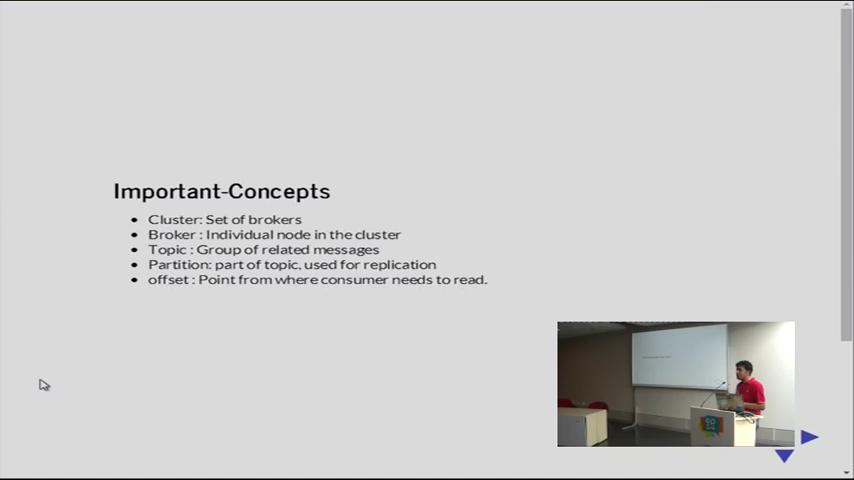 Important-Concepts
Cluster: Set of brokers
Broker : Individual node in the cluster
Topic : Group of related messages
Partition: part of topic, used for replication
offset : Point from where consumer needs to read.